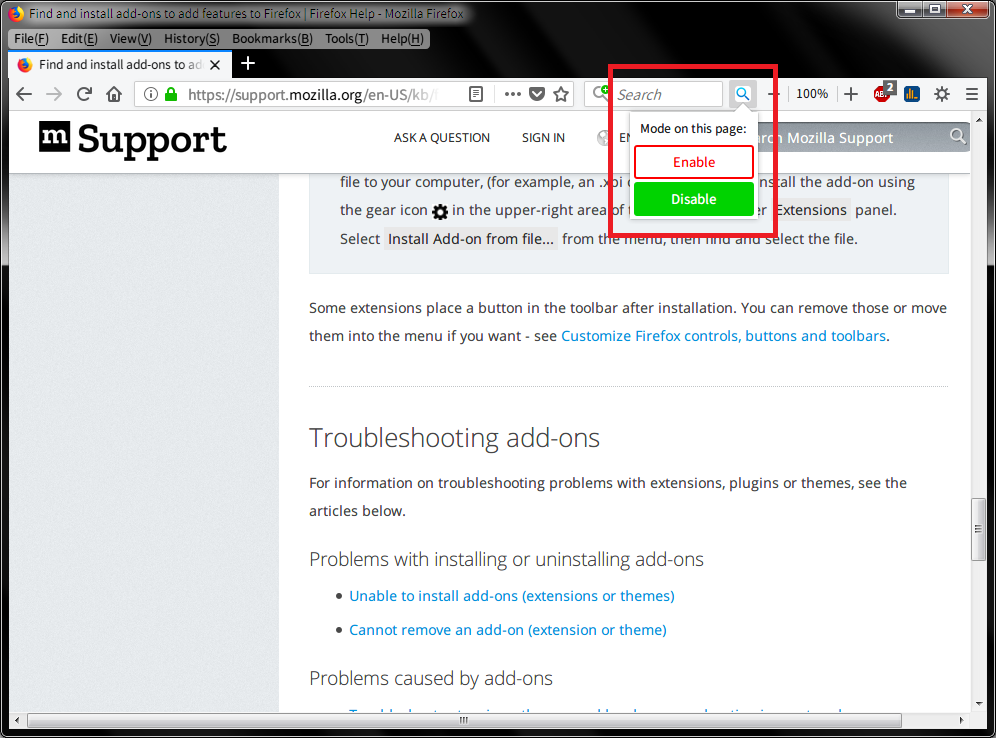 Find and install add-ons to add features to Firefox | Firefox Help - Mozilla Firefox
File(F) Edit(E) View(V) History(S) Bookmarks(B) Tools(T) Help(H)
Find and install add-ons to ad
https://support.mozilla.org/en-US/kb/ Search 100% ABP 2
m Support ASK A QUESTION SIGN IN Mozilla Support
Mode on this page:
Enable
Disable
file to your computer, (for example, an .xpi install the add-on using
the gear icon in the upper-right area of Extensions panel.
Select Install Add-on from file... from the menu, then find and select the file.
Some extensions place a button in the toolbar after installation. You can remove those or move
them into the menu if you want - see Customize Firefox controls, buttons and toolbars.
Troubleshooting add-ons
For information on troubleshooting problems with extensions, plugins or themes, see the
articles below.
Problems with installing or uninstalling add-ons
Unable to install add-ons (extensions or themes)
Cannot remove an add-on (extension or theme)
Problems caused by add-ons